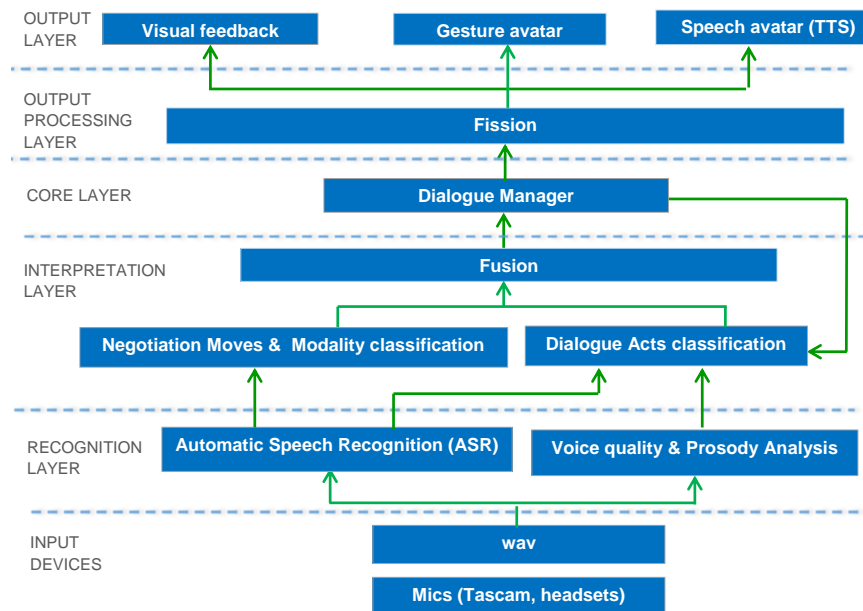 OUTPUT
LAYER
Visual feedback
Gesture avatar
Speech avatar (TTS)
OUTPUT
PROCESSING
LAYER
Fission
CORE LAYER
Dialogue Manager
INTERPRETATION
LAYER
Fusion
Negotiation Moves & Modality classification
Dialogue Acts classification
RECOGNITION
LAYER
Automatic Speech Recognition (ASR)
Voice quality & Prosody Analysis
INPUT
DEVICES
wav
Mics (Tascam, headsets)